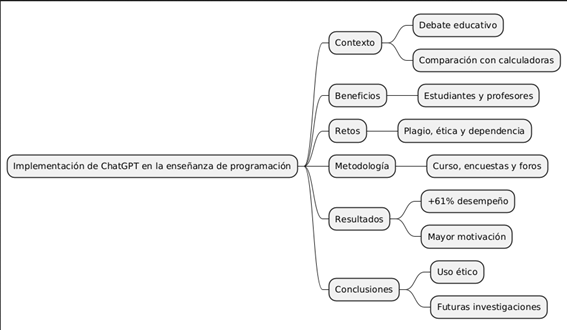 Implementación de ChatGPT en la enseñanza de programación
Contexto
Debate educativo
Comparación con calculadoras
Beneficios
Estudiantes y profesores
Retos
Plagio, ética y dependencia
Metodología
Curso, encuestas y foros
Resultados
+61% desempeño
Mayor motivación
Conclusiones
Uso ético
Futuras investigaciones